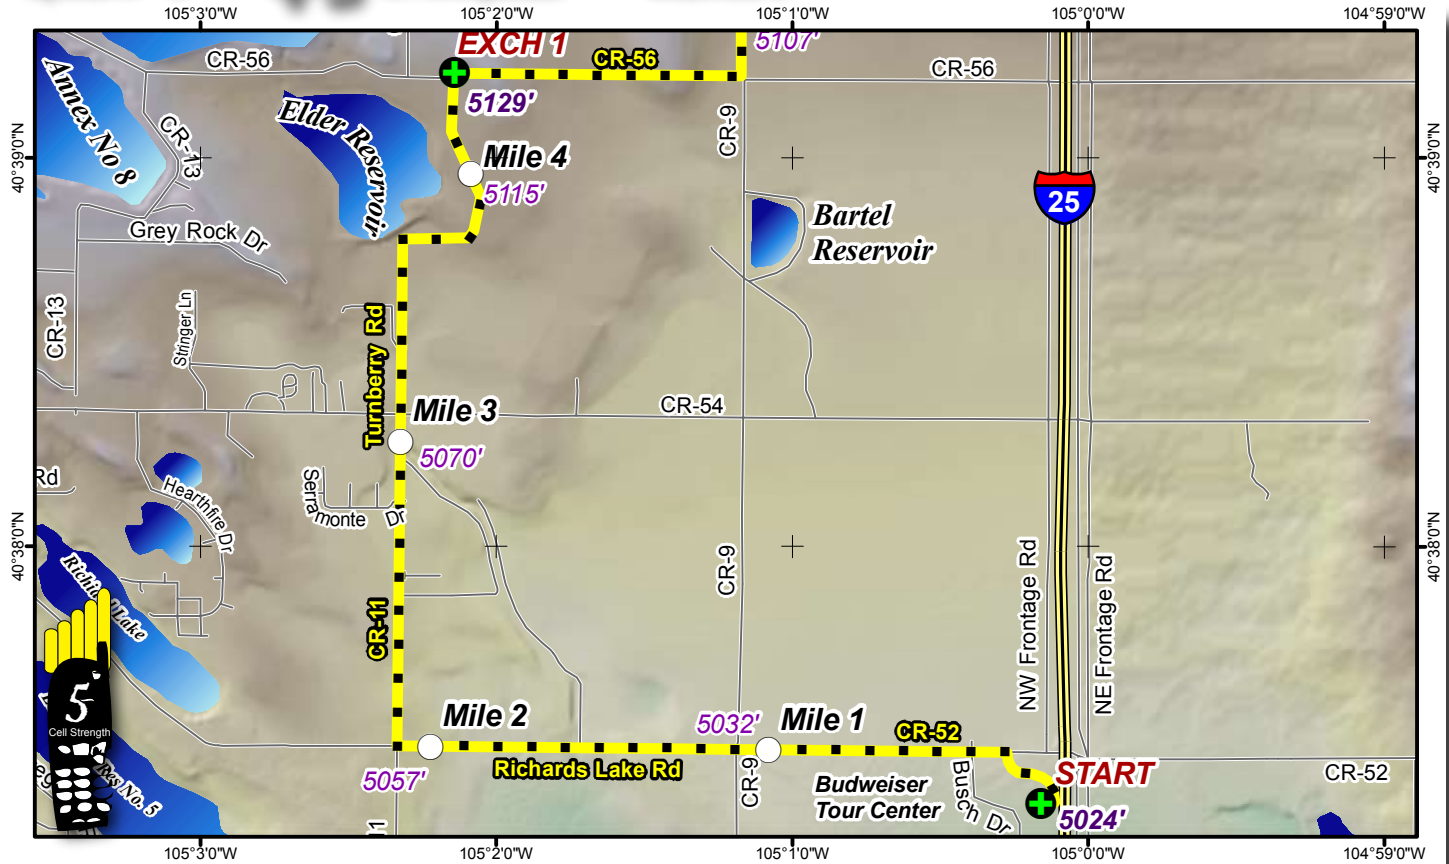 105°3'0"W
105°2'0"W
105°1'0"W
105°0'0"W
104°59'0"W
EXCH 1
5107'
CR-56
CR-56
CR-56
5129'
Annex No 8
CR-13
Elder Reservoir
CR-9
40°39'0"N
40°39'0"N
Mile 4
5115'
25
Grey Rock Dr
Bartel
Reservoir
CR-13
Stringer Ln
Turnberry Rd
Mile 3
CR-54
5070'
Rd
Hearthfire Dr
Serramonte Dr
40°38'0"N
40°38'0"N
CR-9
NW Frontage Rd
NE Frontage Rd
Lake
CR-11
5
Cell Strength
Res No. 5
Mile 2
5032'
Mile 1
CR-52
5057'
Richards Lake Rd
CR-9
Budweiser
Tour Center
Busch Dr
START
5024'
CR-52
11
105°3'0"W
105°2'0"W
105°1'0"W
105°0'0"W
104°59'0"W